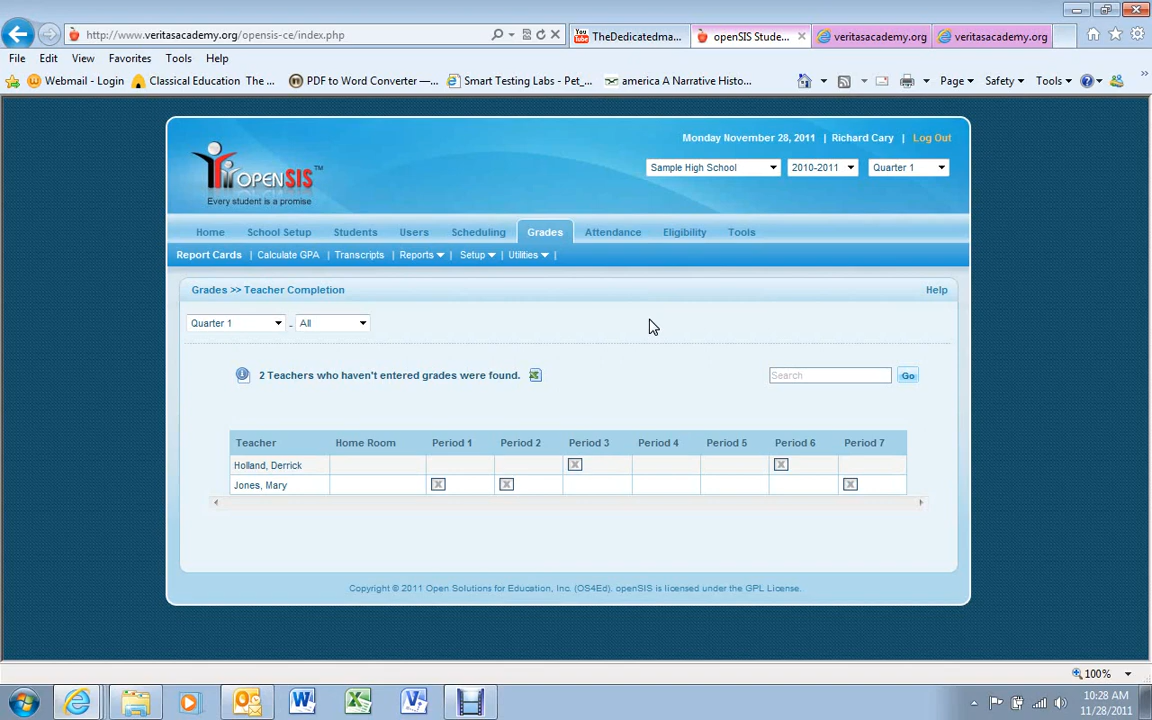 http://www.veritasacademy.org/opensis-ce/index.php
TheDedicatedma...
openSIS Stude...
veritasacademy.org
veritasacademy.org
File Edit View Favorites Tools Help
Webmail - Login
Classical Education The ...
PDF to Word Converter —...
Smart Testing Labs - Pet_...
america A Narrative Histo...
Page Safety Tools
Monday November 28, 2011 | Richard Cary | Log Out
OPENSIS™
Every student is a promise
Sample High School 2010-2011 Quarter 1
Home School Setup Students Users Scheduling Grades Attendance Eligibility Tools
Report Cards | Calculate GPA | Transcripts | Reports | Setup | Utilities |
Grades >> Teacher Completion Help
Quarter 1 - All
2 Teachers who haven't entered grades were found. Search Go
Teacher Home Room Period 1 Period 2 Period 3 Period 4 Period 5 Period 6 Period 7
Holland, Derrick X X
Jones, Mary X X X
Copyright © 2011 Open Solutions for Education, Inc. (OS4Ed). openSIS is licensed under the GPL License.
100%
10:28 AM
11/28/2011